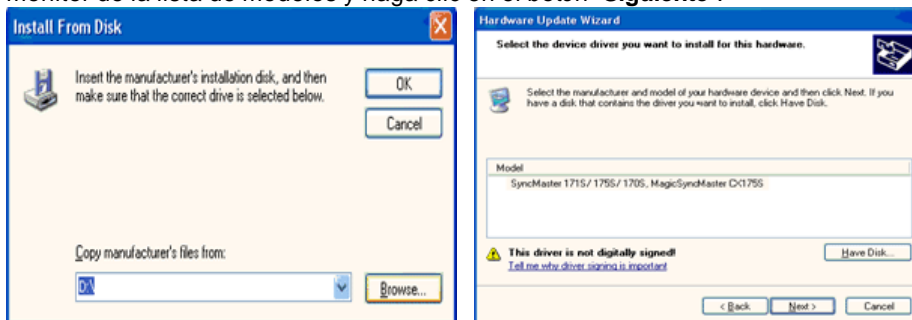 monitor de la lista de modelos y haga clic en el botón "Siguiente".
Install From Disk
Insert the manufacturer's installation disk, and then
make sure that the correct drive is selected below.
OK
Cancel
Copy manufacturer's files from:
D:\
Browse...
Hardware Update Wizard
Select the device driver you want to install for this hardware.
Select the manufacturer and model of your hardware device and then click Next. If you
have a disk that contains the driver you want to install, click Have Disk.
Model
SyncMaster 171S/ 175S/ 170S, MagicSyncMaster CX175S
This driver is not digitally signed!
Tell me why driver signing is important
Have Disk...
< Back
Next >
Cancel